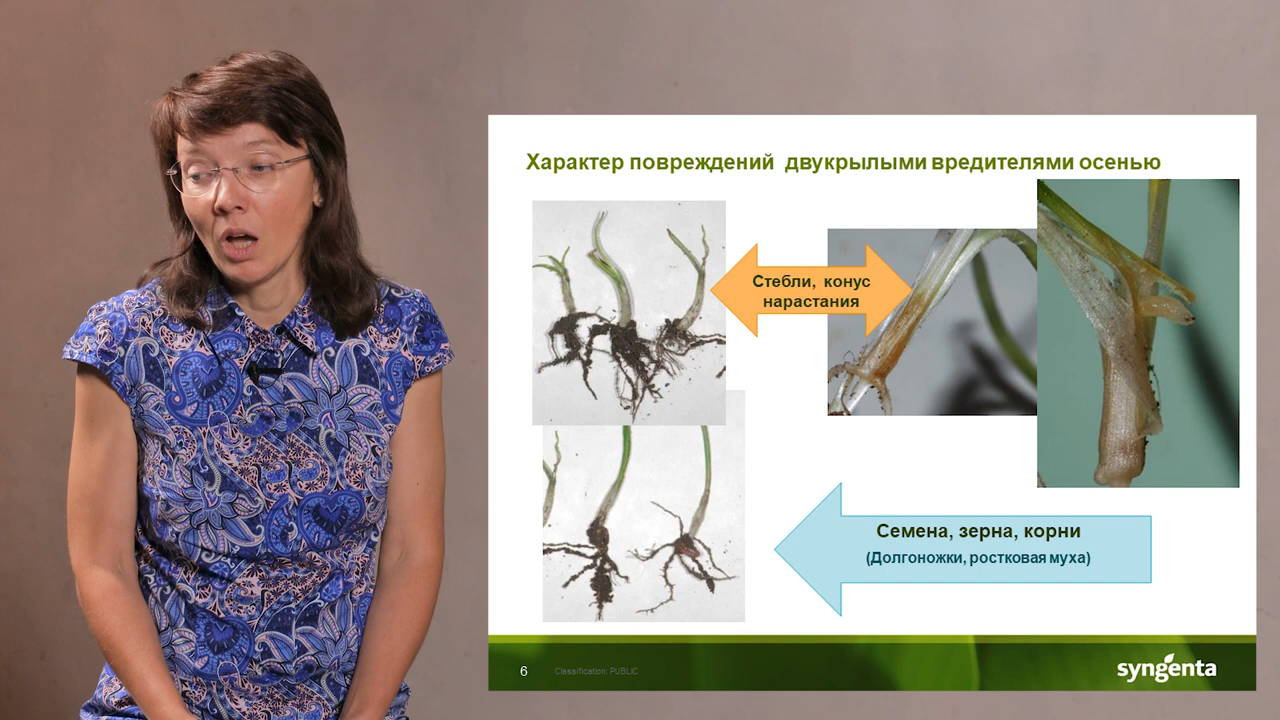 Характер повреждений двукрылыми вредителями осенью
Стебли, конус
нарастания
Семена, зерна, корни
(Долгоножки, ростковая муха)
6
Classification: PUBLIC
syngenta